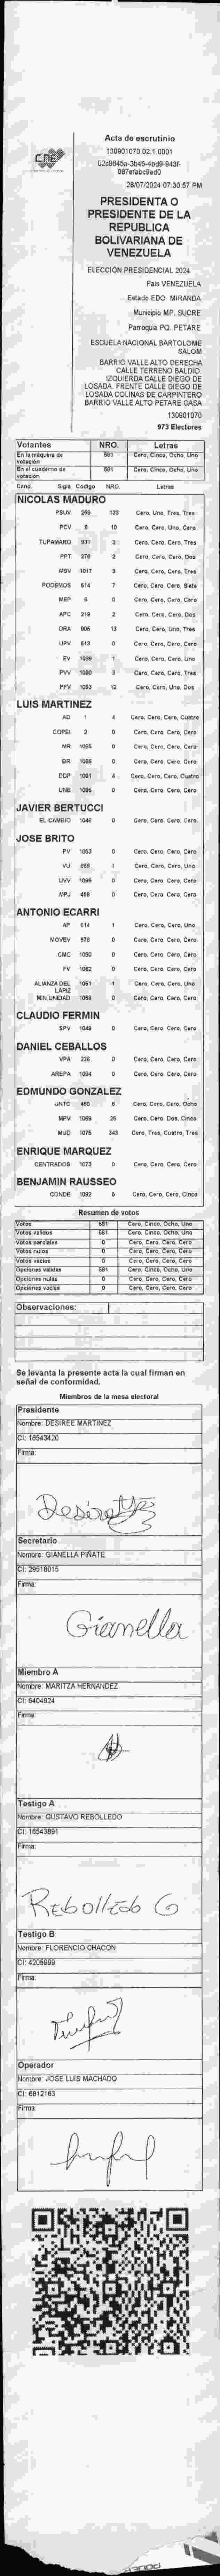 CNE
Acta de escrutinio
130901070.02.1.0001
28/07/2024 07:30:57 PM
PRESIDENTA O
PRESIDENTE DE LA
REPUBLICA
BOLIVARIANA DE
VENEZUELA
ELECCIÓN PRESIDENCIAL 2024
Pais VENEZUELA
Estado EDO. MIRANDA
Municipio MP. SUCRE
Parroquia PQ. PETARE
ESCUELA NACIONAL BARTOLOME
SALOM
BARRIO VALLE ALTO DERECHA
CALLE TERRENO BALDIO.
IZQUIERDA CALLE DIEGO DE
LOSADA. FRENTE CALLE DIEGO DE
LOSADA COLINAS DE CARPINTERO
BARRIO VALLE ALTO PETARE CASA
130901070
973 Electores
Votantes NRO. Letras
En la máquina de votación 581 Cero, Cinco, Ocho, Uno
En el cuaderno de votación 581 Cero, Cinco, Ocho, Uno
Cand. Sigla Codigo NRO. Letras
NICOLAS MADURO
PSUV 269 133 Cero, Uno, Tres, Tres
PCV 9 10 Cero, Cero, Uno, Cero
TUPAMARO 931 3 Cero, Cero, Cero, Tres
PPT 276 2 Cero, Cero, Cero, Dos
MSV 1017 3 Cero, Cero, Cero, Tres
PODEMOS 514 7 Cero, Cero, Cero, Siete
MEP 6 0 Cero, Cero, Cero, Cero
APC 219 2 Cero, Cero, Cero, Dos
ORA 905 13 Cero, Cero, Uno, Tres
UPV 513 0 Cero, Cero, Cero, Cero
EV 1089 1 Cero, Cero, Cero, Uno
PVV 1090 3 Cero, Cero, Cero, Tres
PFV 1093 12 Cero, Cero, Uno, Dos
LUIS MARTINEZ
AD 1 4 Cero, Cero, Cero, Cuatro
COPEI 2 0 Cero, Cero, Cero, Cero
MR 1095 0 Cero, Cero, Cero, Cero
BR 1066 0 Cero, Cero, Cero, Cero
DDP 1091 4 Cero, Cero, Cero, Cuatro
UNE 1095 0 Cero, Cero, Cero, Cero
JAVIER BERTUCCI
EL CAMBIO 1046 0 Cero, Cero, Cero, Cero
JOSE BRITO
PV 1053 0 Cero, Cero, Cero, Cero
VU 868 1 Cero, Cero, Cero, Uno
UVV 1096 0 Cero, Cero, Cero, Cero
MPJ 458 0 Cero, Cero, Cero, Cero
ANTONIO ECARRI
AP 614 1 Cero, Cero, Cero, Uno
MOVEV 878 0 Cero, Cero, Cero, Cero
CMC 1050 0 Cero, Cero, Cero, Cero
FV 1062 0 Cero, Cero, Cero, Cero
ALIANZA DEL LAPIZ 1051 1 Cero, Cero, Cero, Uno
MIN UNIDAD 1058 0 Cero, Cero, Cero, Cero
CLAUDIO FERMIN
SPV 1049 0 Cero, Cero, Cero, Cero
DANIEL CEBALLOS
VPA 236 0 Cero, Cero, Cero, Cero
AREPA 1094 0 Cero, Cero, Cero, Cero
EDMUNDO GONZALEZ
UNTC 460 8 Cero, Cero, Cero, Ocho
MPV 1069 25 Cero, Cero, Dos, Cinco
MUD 1075 343 Cero, Tres, Cuatro, Tres
ENRIQUE MARQUEZ
CENTRADOS 1073 0 Cero, Cero, Cero, Cero
BENJAMIN RAUSSEO
CONDE 1092 5 Cero, Cero, Cero, Cinco
Resumen de votos
Votos 581 Cero, Cinco, Ocho, Uno
Votos validos 581 Cero, Cinco, Ocho, Uno
Votos parciales 0 Cero, Cero, Cero, Cero
Votos nulos 0 Cero, Cero, Cero, Cero
Votos vacios 0 Cero, Cero, Cero, Cero
Opciones validas 581 Cero, Cinco, Ocho, Uno
Opciones nulas 0 Cero, Cero, Cero, Cero
Opciones vacias 0 Cero, Cero, Cero, Cero
Observaciones:
Se levanta la presente acta la cual firman en
señal de conformidad.
Miembros de la mesa electoral
Presidente
Nombre: DESIREE MARTINEZ
CI: 16543420
Firma:
Secretario
Nombre: GIANELLA PIÑATE
CI: 29518015
Firma:
Gianella
Miembro A
Nombre: MARITZA HERNANDEZ
CI: 6404924
Firma:
Testigo A
Nombre: GUSTAVO REBOLLEDO
CI: 16543891
Firma:
Rebolledo G
Testigo B
Nombre: FLORENCIO CHACON
CI: 4205999
Firma:
Operador
Nombre: JOSE LUIS MACHADO
CI: 6912163
Firma: